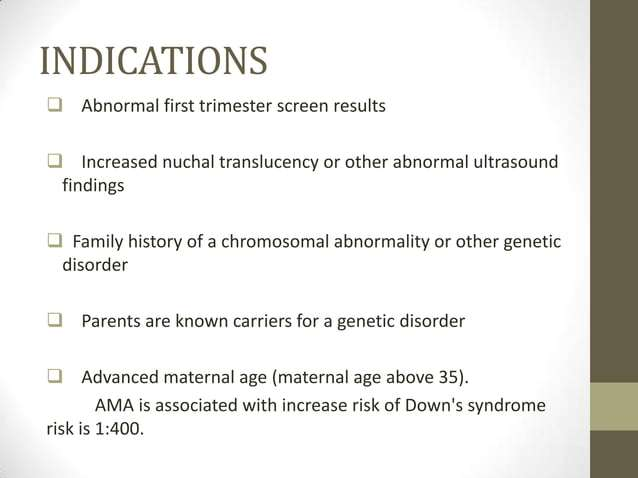 INDICATIONS
Abnormal first trimester screen results
Increased nuchal translucency or other abnormal ultrasound
findings
Family history of a chromosomal abnormality or other genetic
disorder
Parents are known carriers for a genetic disorder
Advanced maternal age (maternal age above 35).
AMA is associated with increase risk of Down's syndrome
risk is 1:400.